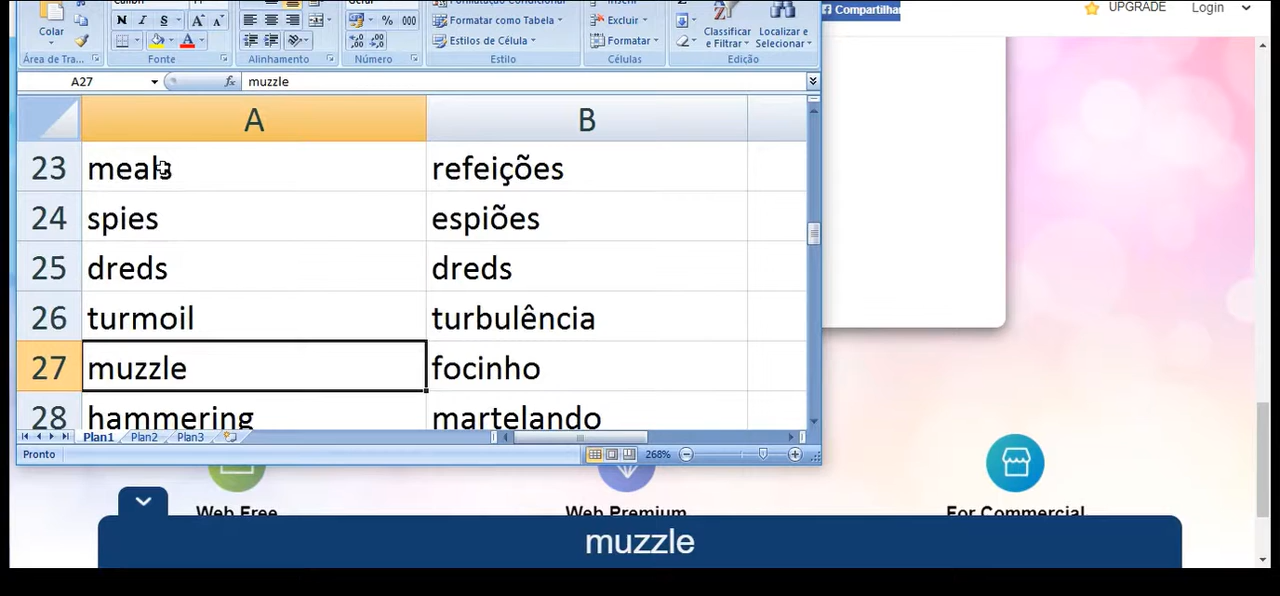 Compartilhar
UPGRADE
Login
Colar
N I S A A
% 000
Formatar como Tabela
Excluir
Classificar
e Filtrar
Localizar e
Selecionar
A
Estilos de Célula
Formatar
Área de Tra...
Fonte
Alinhamento
Número
Estilo
Células
Edição
A27
fx
muzzle
A B
23 meals refeições
24 spies espiões
25 dreds dreds
26 turmoil turbulência
27 muzzle focinho
28 hammering martelando
Plan1 Plan2 Plan3
Pronto
268%
Web Free
Web Premium
For Commercial
muzzle